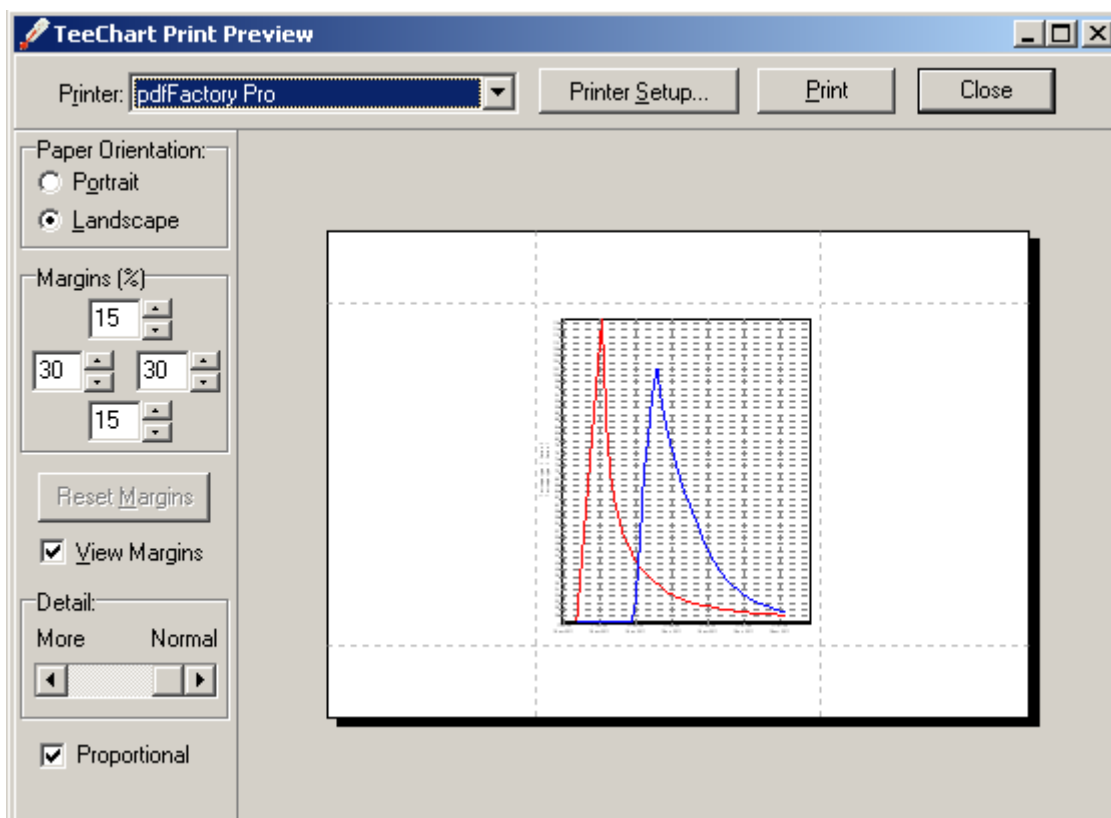 TeeChart Print Preview
Printer: pdfFactory Pro Printer Setup... Print Close
Paper Orientation:
Portrait
Landscape
Margins (%)
15
30 30
15
Reset Margins
View Margins
Detail:
More Normal
Proportional